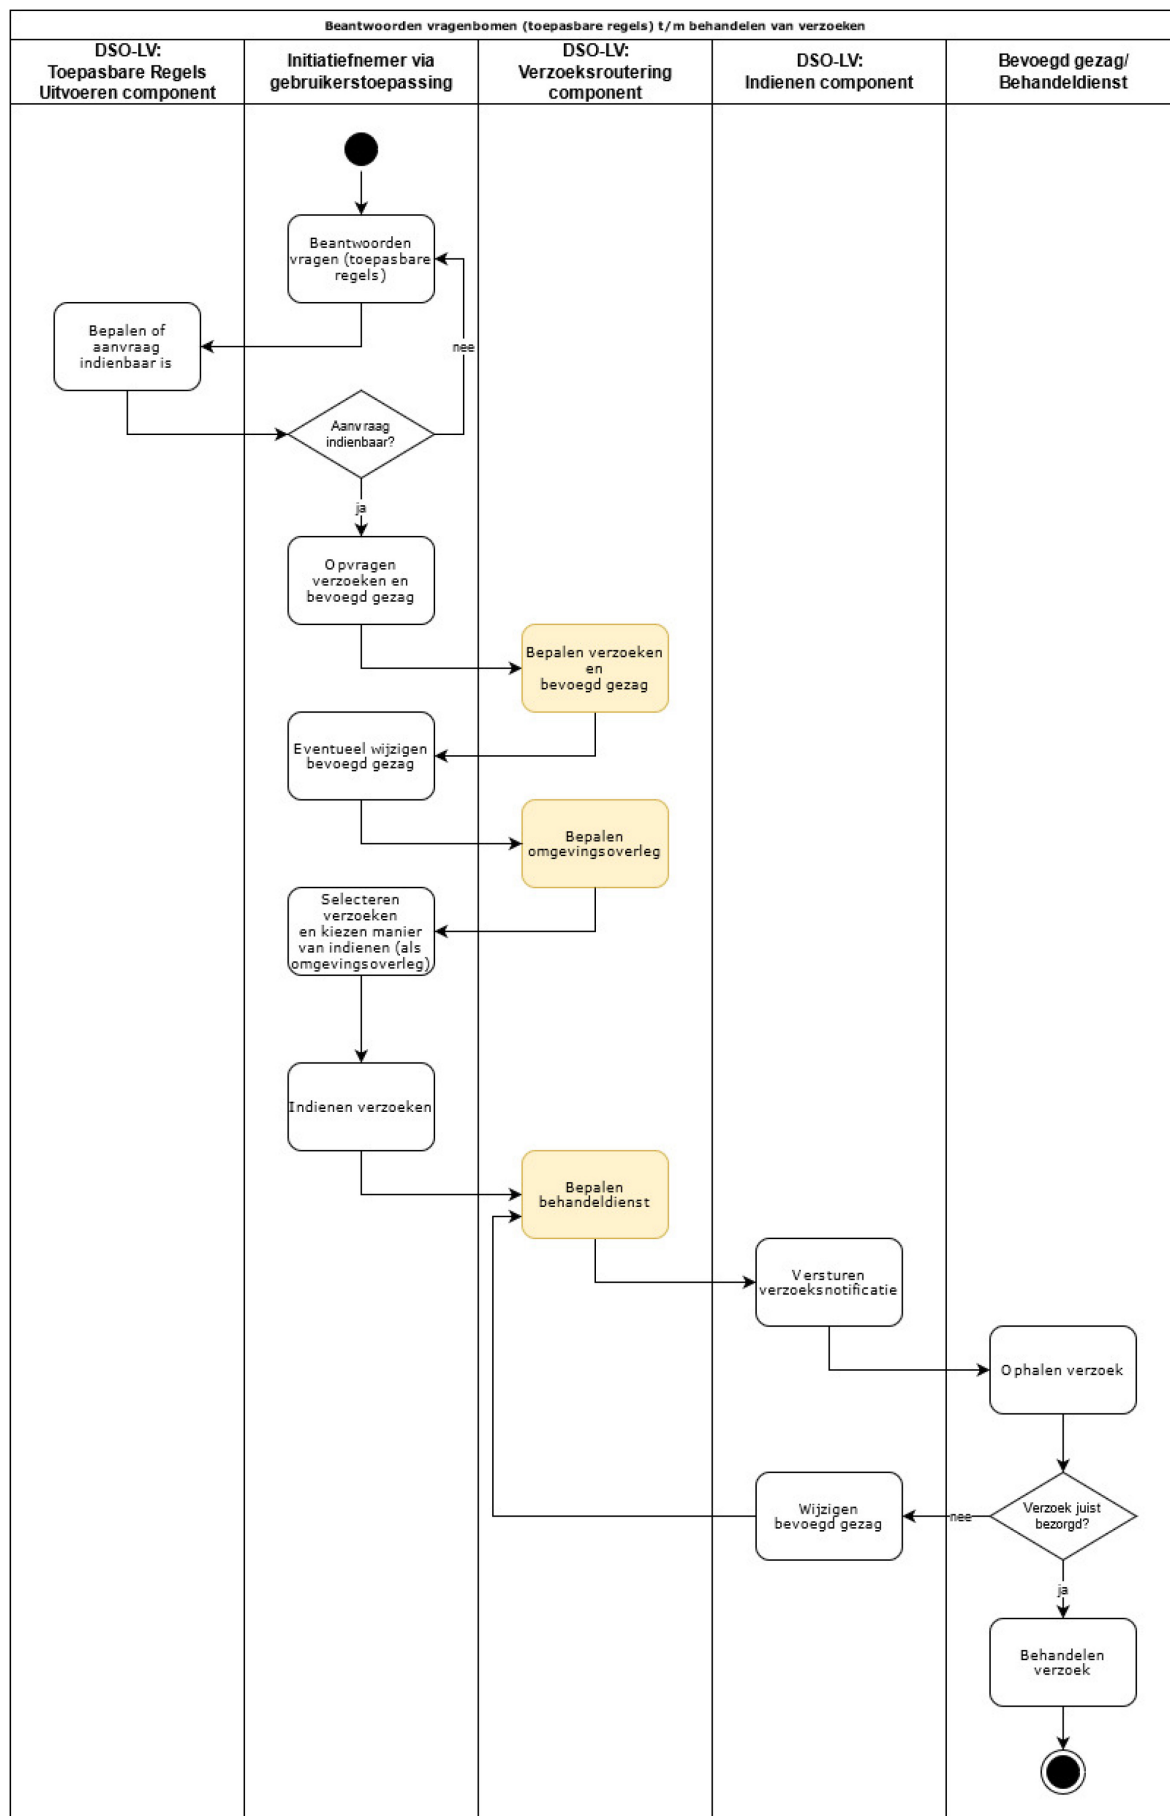 Beantwoorden vragenbomen (toepasbare regels) t/m behandelen van verzoeken
DSO-LV:
Toepasbare Regels
Uitvoeren component
Initiatiefnemer via
gebruikerstoepassing
DSO-LV:
Verzoeksroutering
component
DSO-LV:
Indienen component
Bevoegd gezag/
Behandeldienst
Beantwoorden
vragen (toepasbare
regels)
Bepalen of
aanvraag
indienbaar is
nee
Aanvraag
indienbaar?
ja
Opvragen
verzoeken en
bevoegd gezag
Bepalen verzoeken
en
bevoegd gezag
Eventueel wijzigen
bevoegd gezag
Bepalen
omgevingsoverleg
Selecteren
verzoeken
en kiezen manier
van indienen (als
omgevingsoverleg)
Indienen verzoeken
Bepalen
behandeldienst
Versturen
verzoeksnotificatie
Ophalen verzoek
Verzoek juist
bezorgd?
nee
Wijzigen
bevoegd gezag
ja
Behandelen
verzoek